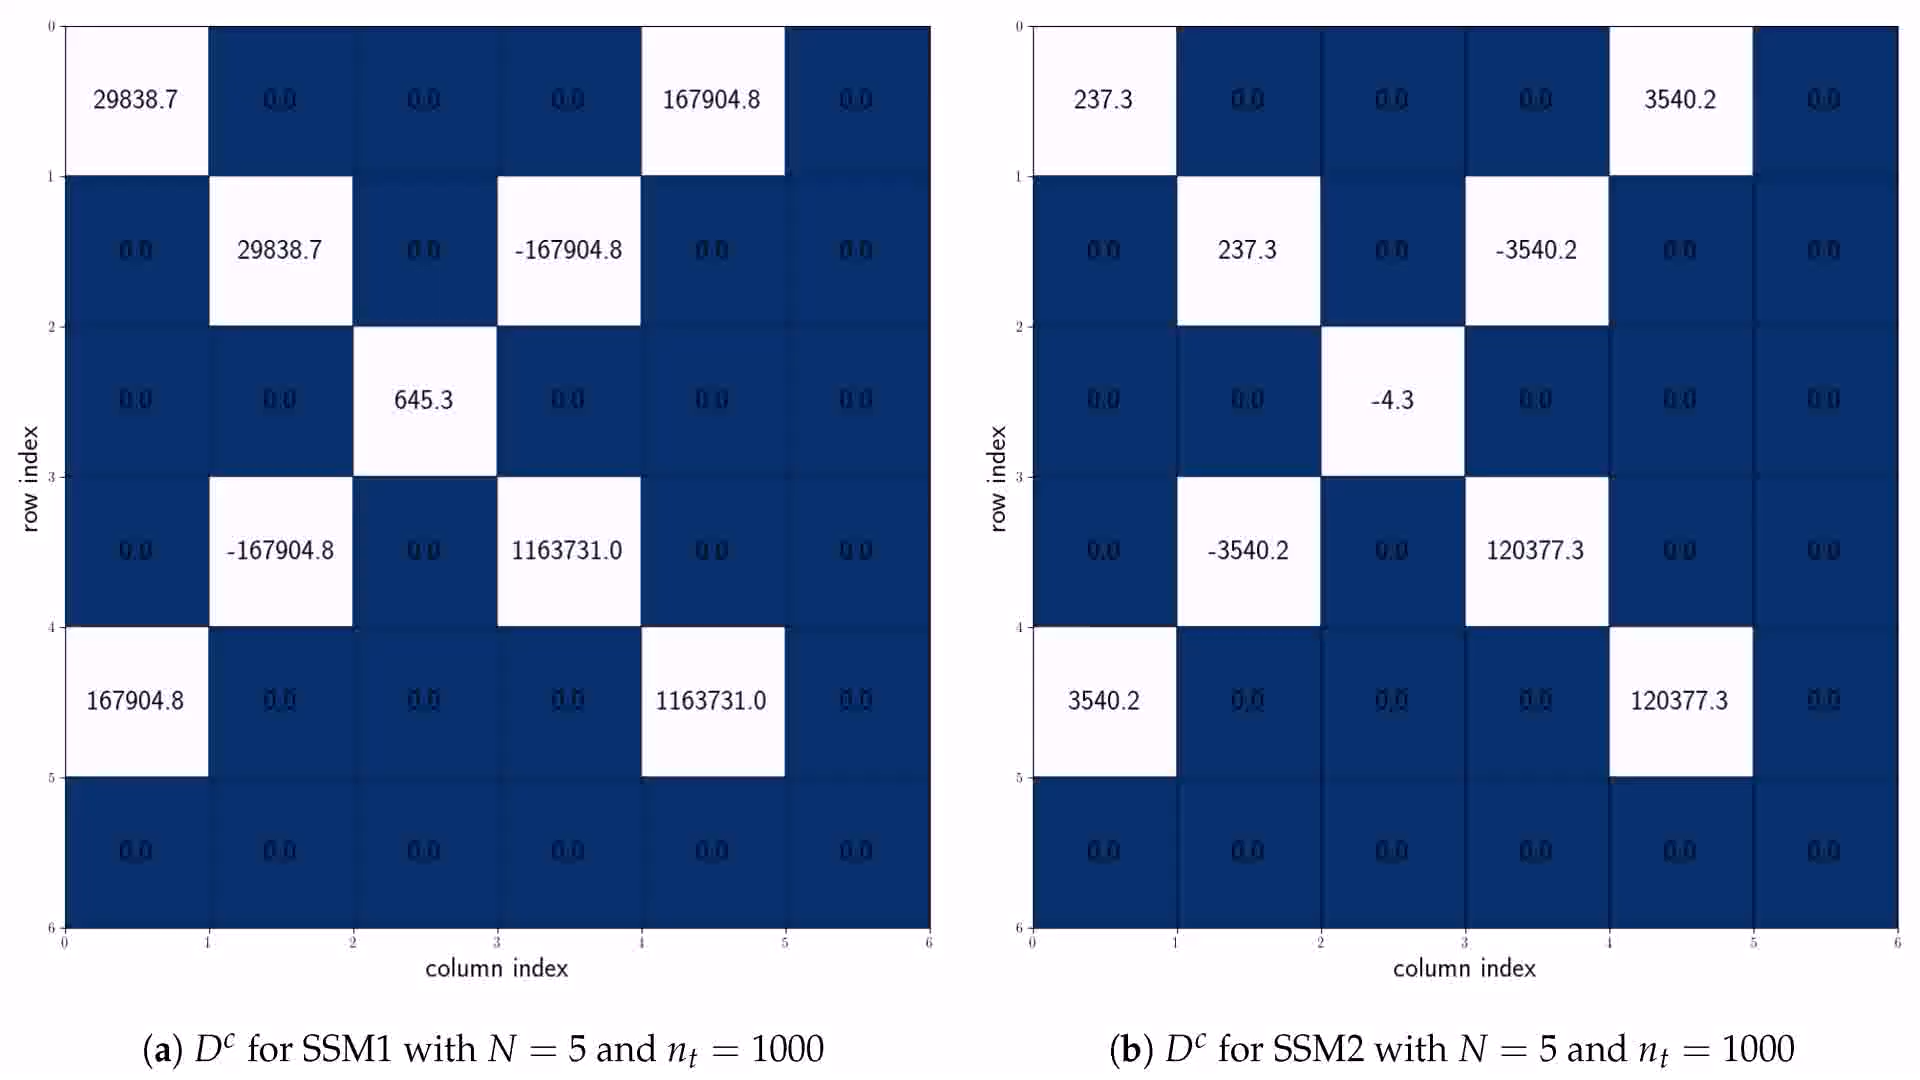 0
29838.7 0.0 0.0 0.0 167904.8 0.0
1
0.0 29838.7 0.0 -167904.8 0.0 0.0
2
0.0 0.0 645.3 0.0 0.0 0.0
3
0.0 -167904.8 0.0 1163731.0 0.0 0.0
4
167904.8 0.0 0.0 0.0 1163731.0 0.0
5
0.0 0.0 0.0 0.0 0.0 0.0
6
0 1 2 3 4 5 6
row index
column index
(a) Dᶜ for SSM1 with N = 5 and nₜ = 1000
0
237.3 0.0 0.0 0.0 3540.2 0.0
1
0.0 237.3 0.0 -3540.2 0.0 0.0
2
0.0 0.0 -4.3 0.0 0.0 0.0
3
0.0 -3540.2 0.0 120377.3 0.0 0.0
4
3540.2 0.0 0.0 0.0 120377.3 0.0
5
0.0 0.0 0.0 0.0 0.0 0.0
6
0 1 2 3 4 5 6
row index
column index
(b) Dᶜ for SSM2 with N = 5 and nₜ = 1000